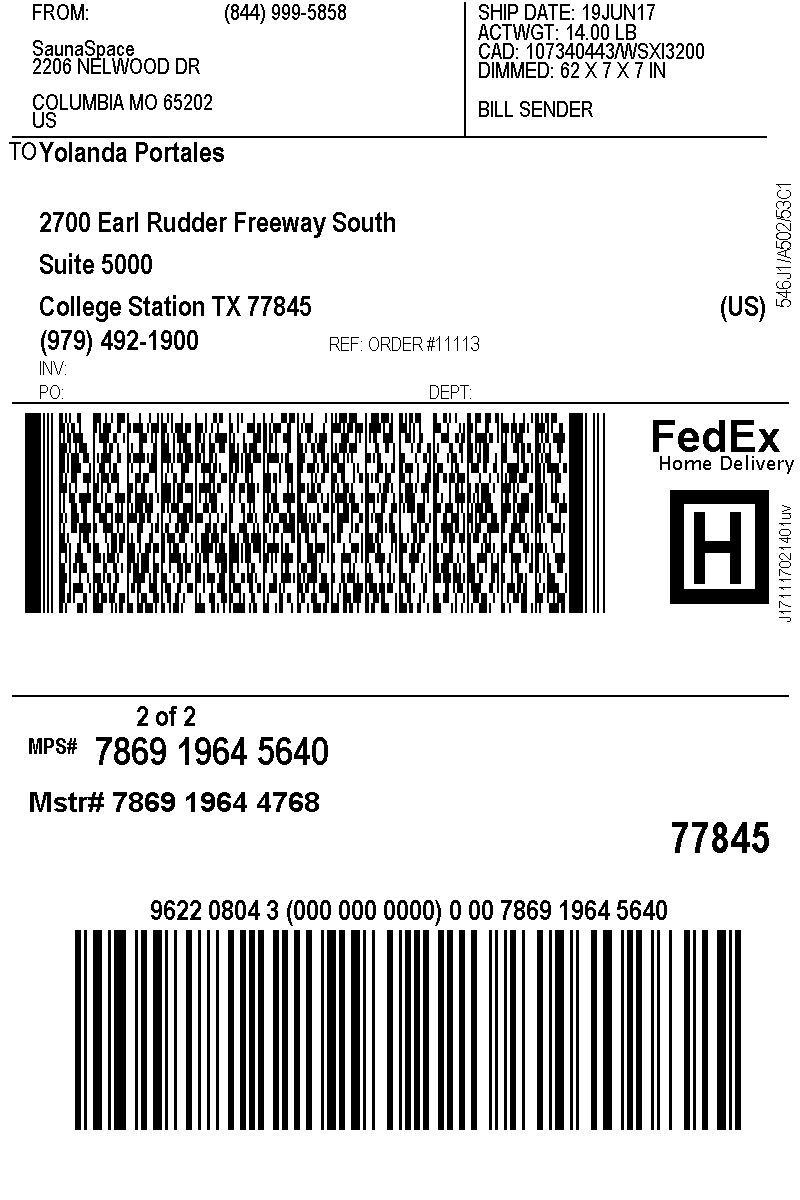 FROM: (844) 999-5858
SaunaSpace
2206 NELWOOD DR
COLUMBIA MO 65202
US
SHIP DATE: 19JUN17
ACTWGT: 14.00 LB
CAD: 107340443/WSXI3200
DIMMED: 62 X 7 X 7 IN
BILL SENDER
TO Yolanda Portales
2700 Earl Rudder Freeway South
Suite 5000
College Station TX 77845 (US)
(979) 492-1900 REF: ORDER #11113
INV:
PO: DEPT:
546J1/A502/53C1
FedEx
Home Delivery
H
J171117021401uv
2 of 2
MPS# 7869 1964 5640
Mstr# 7869 1964 4768
77845
9622 0804 3 (000 000 0000) 0 00 7869 1964 5640